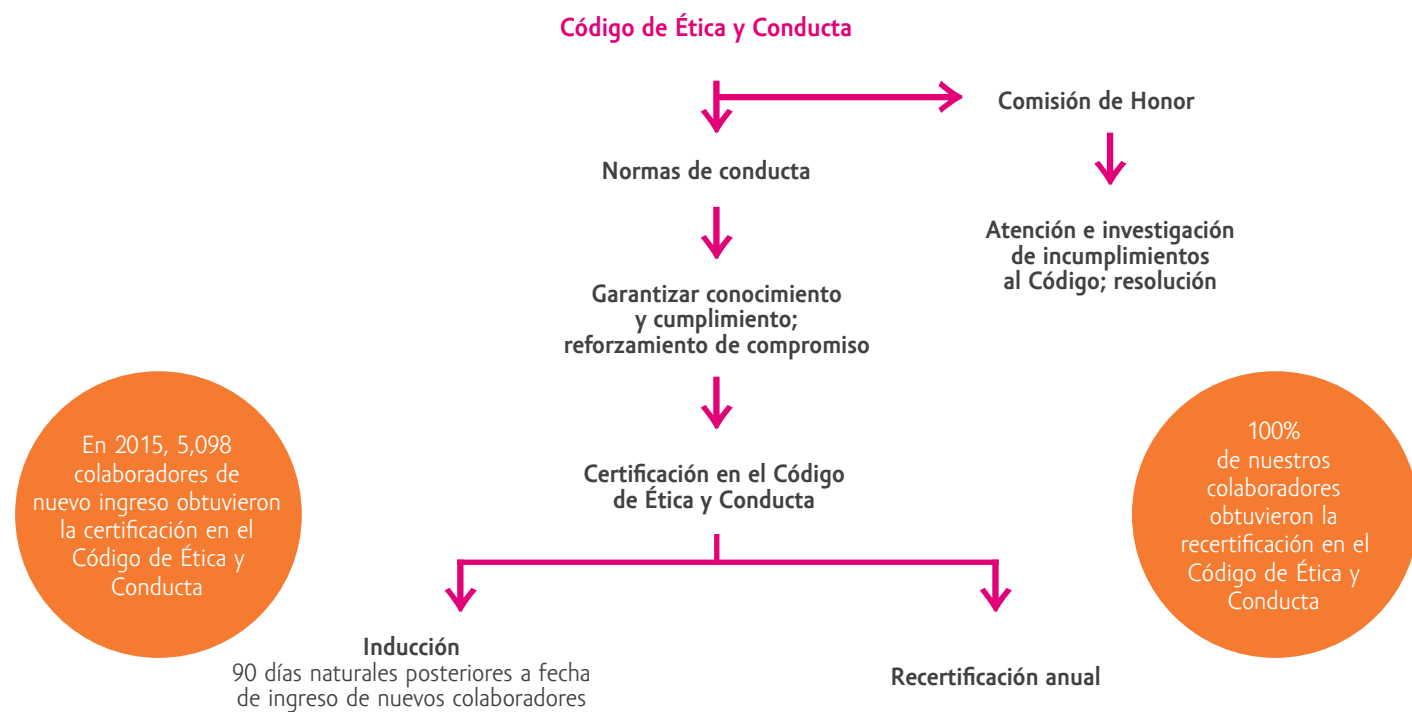 Código de Ética y Conducta
Comisión de Honor
Normas de conducta
Atención e investigación
de incumplimientos
al Código; resolución
Garantizar conocimiento
y cumplimiento;
reforzamiento de compromiso
En 2015, 5,098
colaboradores de
nuevo ingreso obtuvieron
la certificación en el
Código de Ética y
Conducta
Certificación en el Código
de Ética y Conducta
100%
de nuestros
colaboradores
obtuvieron la
recertificación en el
Código de Ética y
Conducta
Inducción
90 días naturales posteriores a fecha
de ingreso de nuevos colaboradores
Recertificación anual